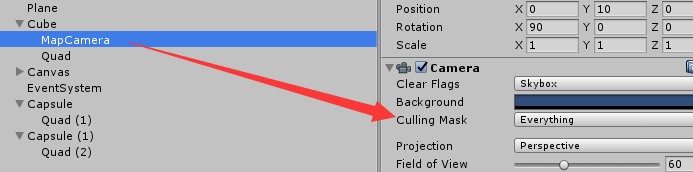 Plane
Cube
MapCamera
Quad
Canvas
EventSystem
Capsule
Quad (1)
Capsule (1)
Quad (2)
Position X 0 Y 10 Z 0
Rotation X 90 Y 0 Z 0
Scale X 1 Y 1 Z 1
Camera
Clear Flags Skybox
Background
Culling Mask Everything
Projection Perspective
Field of View 60